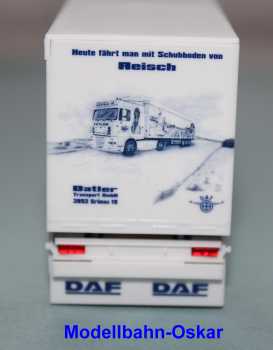 Heute fährt man mit Schubboden von
Reisch
Datler
Transport GmbH
DAF DAF
Modellbahn-Oskar